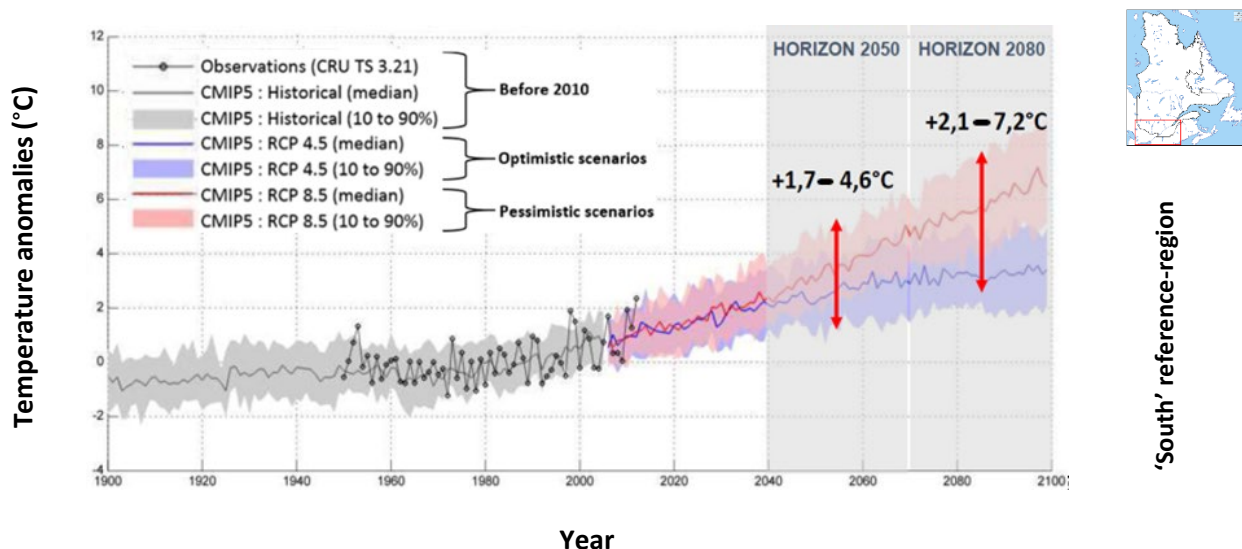 Temperature anomalies (°C)
12
10
8
6
4
2
0
-2
-4
Observations (CRU TS 3.21)
CMIP5 : Historical (median)
CMIP5 : Historical (10 to 90%)
CMIP5 : RCP 4.5 (median)
CMIP5 : RCP 4.5 (10 to 90%)
CMIP5 : RCP 8.5 (median)
CMIP5 : RCP 8.5 (10 to 90%)
Before 2010
Optimistic scenarios
Pessimistic scenarios
HORIZON 2050
HORIZON 2080
+1,7 – 4,6°C
+2,1 – 7,2°C
1900
1920
1940
1960
1980
2000
2020
2040
2060
2080
2100
Year
‘South’ reference-region